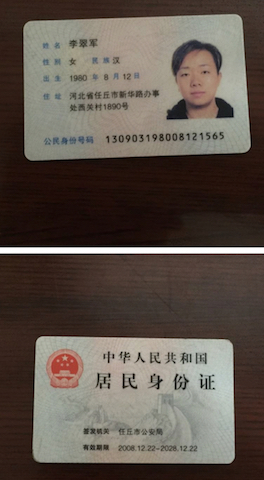 姓名 李翠军
性别 女 民族 汉
出生 1980 年 8 月 12 日
住址 河北省任丘市新华路办事
处西关村1890号
公民身份号码 130903198008121565
中华人民共和国
居民身份证
签发机关 任丘市公安局
有效期限 2008.12.22-2028.12.22